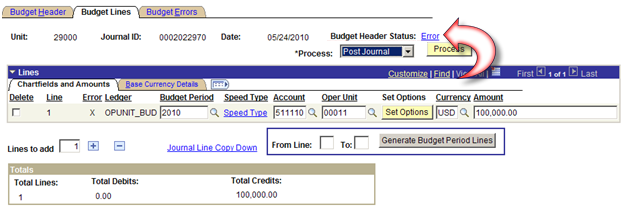 Budget Header Budget Lines Budget Errors
Unit: 29000 Journal ID: 0002022970 Date: 05/24/2010 Budget Header Status: Error
*Process: Post Journal Process
Lines
Customize | Find | First 1 of 1 Last
Chartfields and Amounts Base Currency Details
Delete Line Error Ledger Budget Period Speed Type Account Oper Unit Set Options Currency Amount
1 X OPUNIT_BUD 2010 Speed Type 511110 00011 Set Options USD 100,000.00
Lines to add 1 + - Journal Line Copy Down From Line: To: Generate Budget Period Lines
Totals
Total Lines: Total Debits: Total Credits:
1 0.00 100,000.00